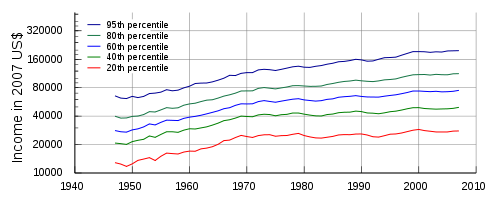 Income in 2007 US$
320000
160000
80000
40000
20000
10000
95th percentile
80th percentile
60th percentile
40th percentile
20th percentile
1940 1950 1960 1970 1980 1990 2000 2010